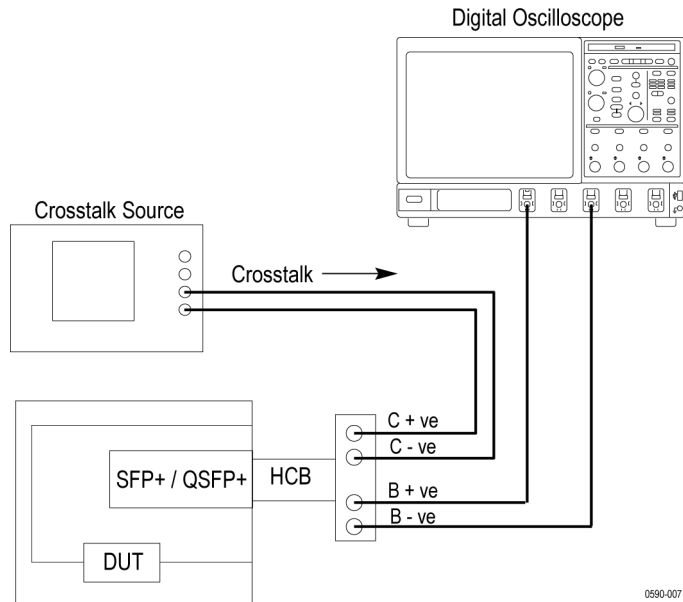 Digital Oscilloscope
Crosstalk Source
Crosstalk
C + ve
C - ve
SFP+ / QSFP+
HCB
B + ve
B - ve
DUT
0590-007